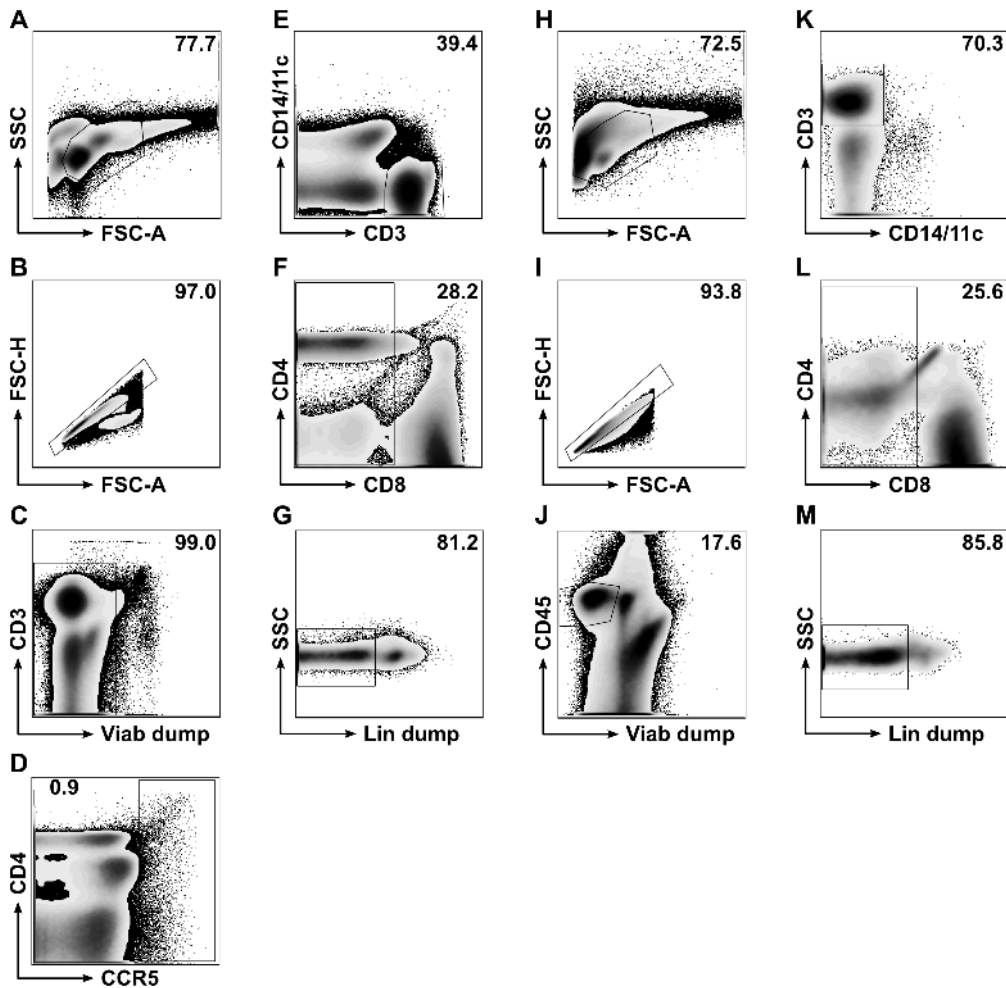 A
77.7
SSC
FSC-A
B
97.0
FSC-H
FSC-A
C
99.0
CD3
Viab dump
D
0.9
CD4
CCR5
E
39.4
CD14/11c
CD3
F
28.2
CD4
CD8
G
81.2
SSC
Lin dump
H
72.5
SSC
FSC-A
I
93.8
FSC-H
FSC-A
J
17.6
CD45
Viab dump
K
70.3
CD3
CD14/11c
L
25.6
CD4
CD8
M
85.8
SSC
Lin dump